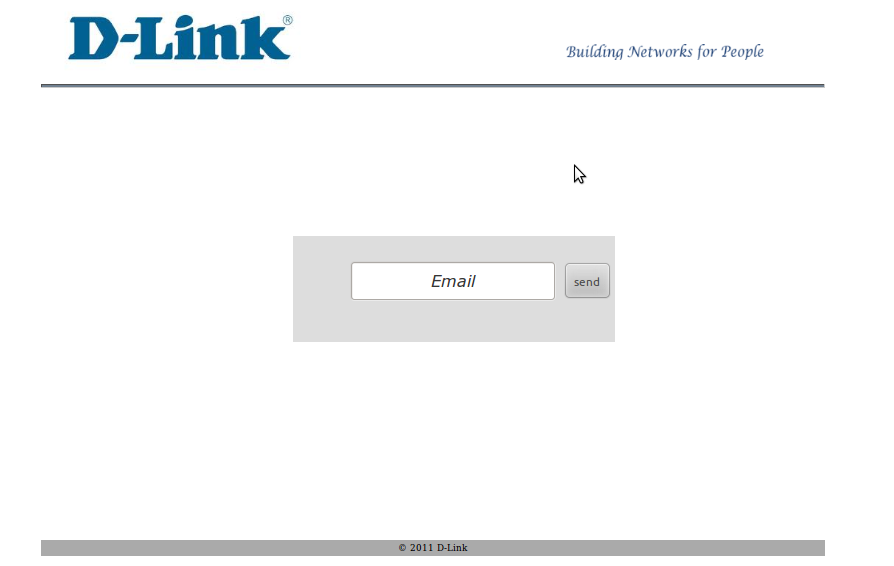 D-Link®
Building Networks for People
Email
send
© 2011 D-Link